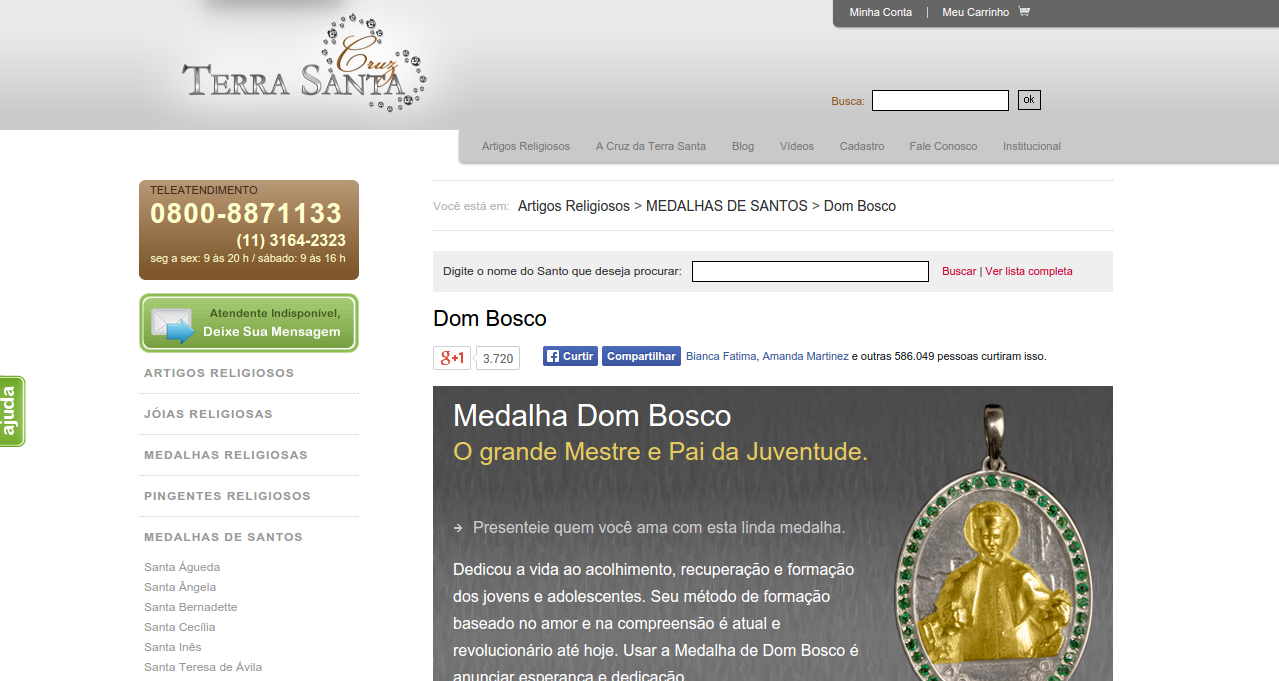 Minha Conta | Meu Carrinho
Cruz
TERRA SANTA
Busca: ok
Artigos Religiosos A Cruz da Terra Santa Blog Vídeos Cadastro Fale Conosco Institucional
TELEATENDIMENTO
0800-8871133
(11) 3164-2323
seg a sex: 9 às 20 h / sábado: 9 às 16 h
Atendente Indisponível,
Deixe Sua Mensagem
ajuda
ARTIGOS RELIGIOSOS
JÓIAS RELIGIOSAS
MEDALHAS RELIGIOSAS
PINGENTES RELIGIOSOS
MEDALHAS DE SANTOS
Santa Águeda
Santa Ângela
Santa Bernadette
Santa Cecília
Santa Inês
Santa Teresa de Ávila
Você está em: Artigos Religiosos > MEDALHAS DE SANTOS > Dom Bosco
Digite o nome do Santo que deseja procurar: Buscar | Ver lista completa
Dom Bosco
g+1 3.720 Curtir Compartilhar Bianca Fatima, Amanda Martinez e outras 586.049 pessoas curtiram isso.
Medalha Dom Bosco
O grande Mestre e Pai da Juventude.
Presenteie quem você ama com esta linda medalha.
Dedicou a vida ao acolhimento, recuperação e formação
dos jovens e adolescentes. Seu método de formação
baseado no amor e na compreensão é atual e
revolucionário até hoje. Usar a Medalha de Dom Bosco é
anunciar esperança e dedicação